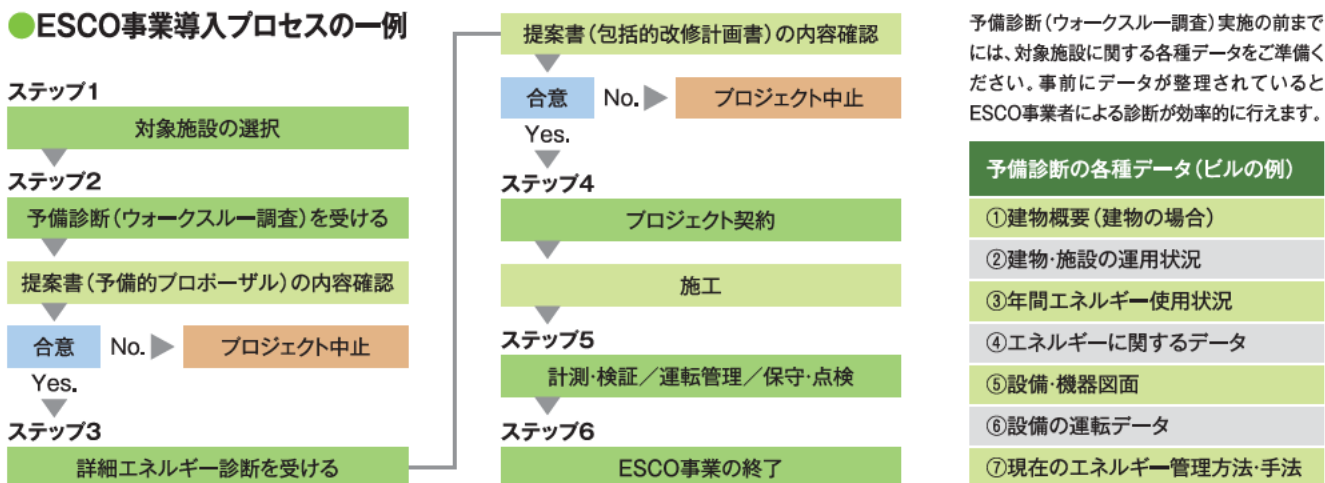 ●ESCO事業導入プロセスの一例
ステップ1
対象施設の選択
ステップ2
予備診断(ウォークスルー調査)を受ける
提案書(予備的プロポーザル)の内容確認
合意 No. プロジェクト中止
Yes.
ステップ3
詳細エネルギー診断を受ける
提案書(包括的改修計画書)の内容確認
合意 No. プロジェクト中止
Yes.
ステップ4
プロジェクト契約
施工
ステップ5
計測・検証/運転管理/保守・点検
ステップ6
ESCO事業の終了
予備診断(ウォークスルー調査)実施の前まで
には、対象施設に関する各種データをご準備く
ださい。事前にデータが整理されていると
ESCO事業者による診断が効率的に行えます。
予備診断の各種データ(ビルの例)
①建物概要(建物の場合)
②建物・施設の運用状況
③年間エネルギー使用状況
④エネルギーに関するデータ
⑤設備・機器図面
⑥設備の運転データ
⑦現在のエネルギー管理方法・手法